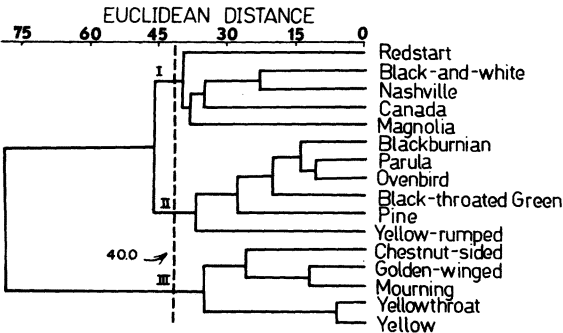 EUCLIDEAN DISTANCE
75 60 45 30 15 0
I
Redstart
Black-and-white
Nashville
Canada
Magnolia
Blackburnian
Parula
Ovenbird
II
Black-throated Green
Pine
Yellow-rumped
40.0
Chestnut-sided
Golden-winged
III
Mourning
Yellowthroat
Yellow